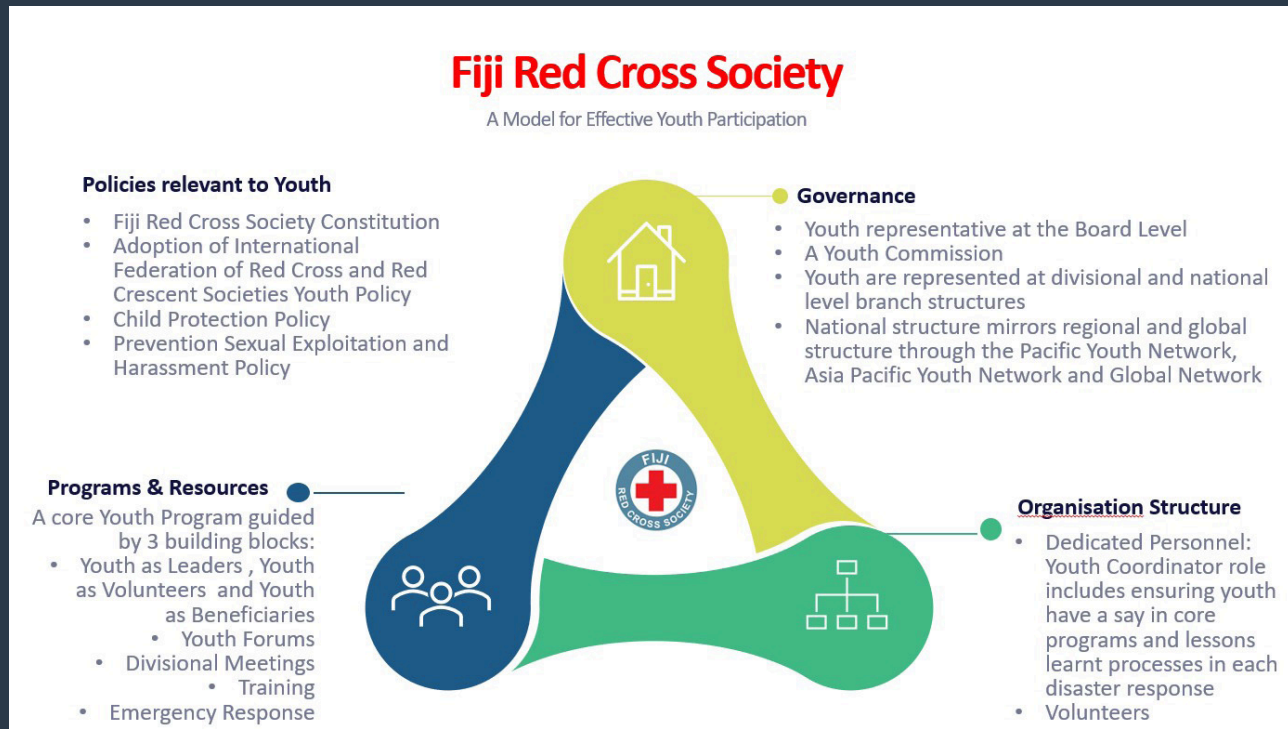 Fiji Red Cross Society
A Model for Effective Youth Participation
Policies relevant to Youth
• Fiji Red Cross Society Constitution
• Adoption of International
Federation of Red Cross and Red
Crescent Societies Youth Policy
• Child Protection Policy
• Prevention Sexual Exploitation and
Harassment Policy
Governance
• Youth representative at the Board Level
• A Youth Commission
• Youth are represented at divisional and national
level branch structures
• National structure mirrors regional and global
structure through the Pacific Youth Network,
Asia Pacific Youth Network and Global Network
FIJI
RED CROSS SOCIETY
Programs & Resources
A core Youth Program guided
by 3 building blocks:
• Youth as Leaders , Youth
as Volunteers and Youth
as Beneficiaries
• Youth Forums
• Divisional Meetings
• Training
• Emergency Response
Organisation Structure
• Dedicated Personnel:
Youth Coordinator role
includes ensuring youth
have a say in core
programs and lessons
learnt processes in each
disaster response
• Volunteers